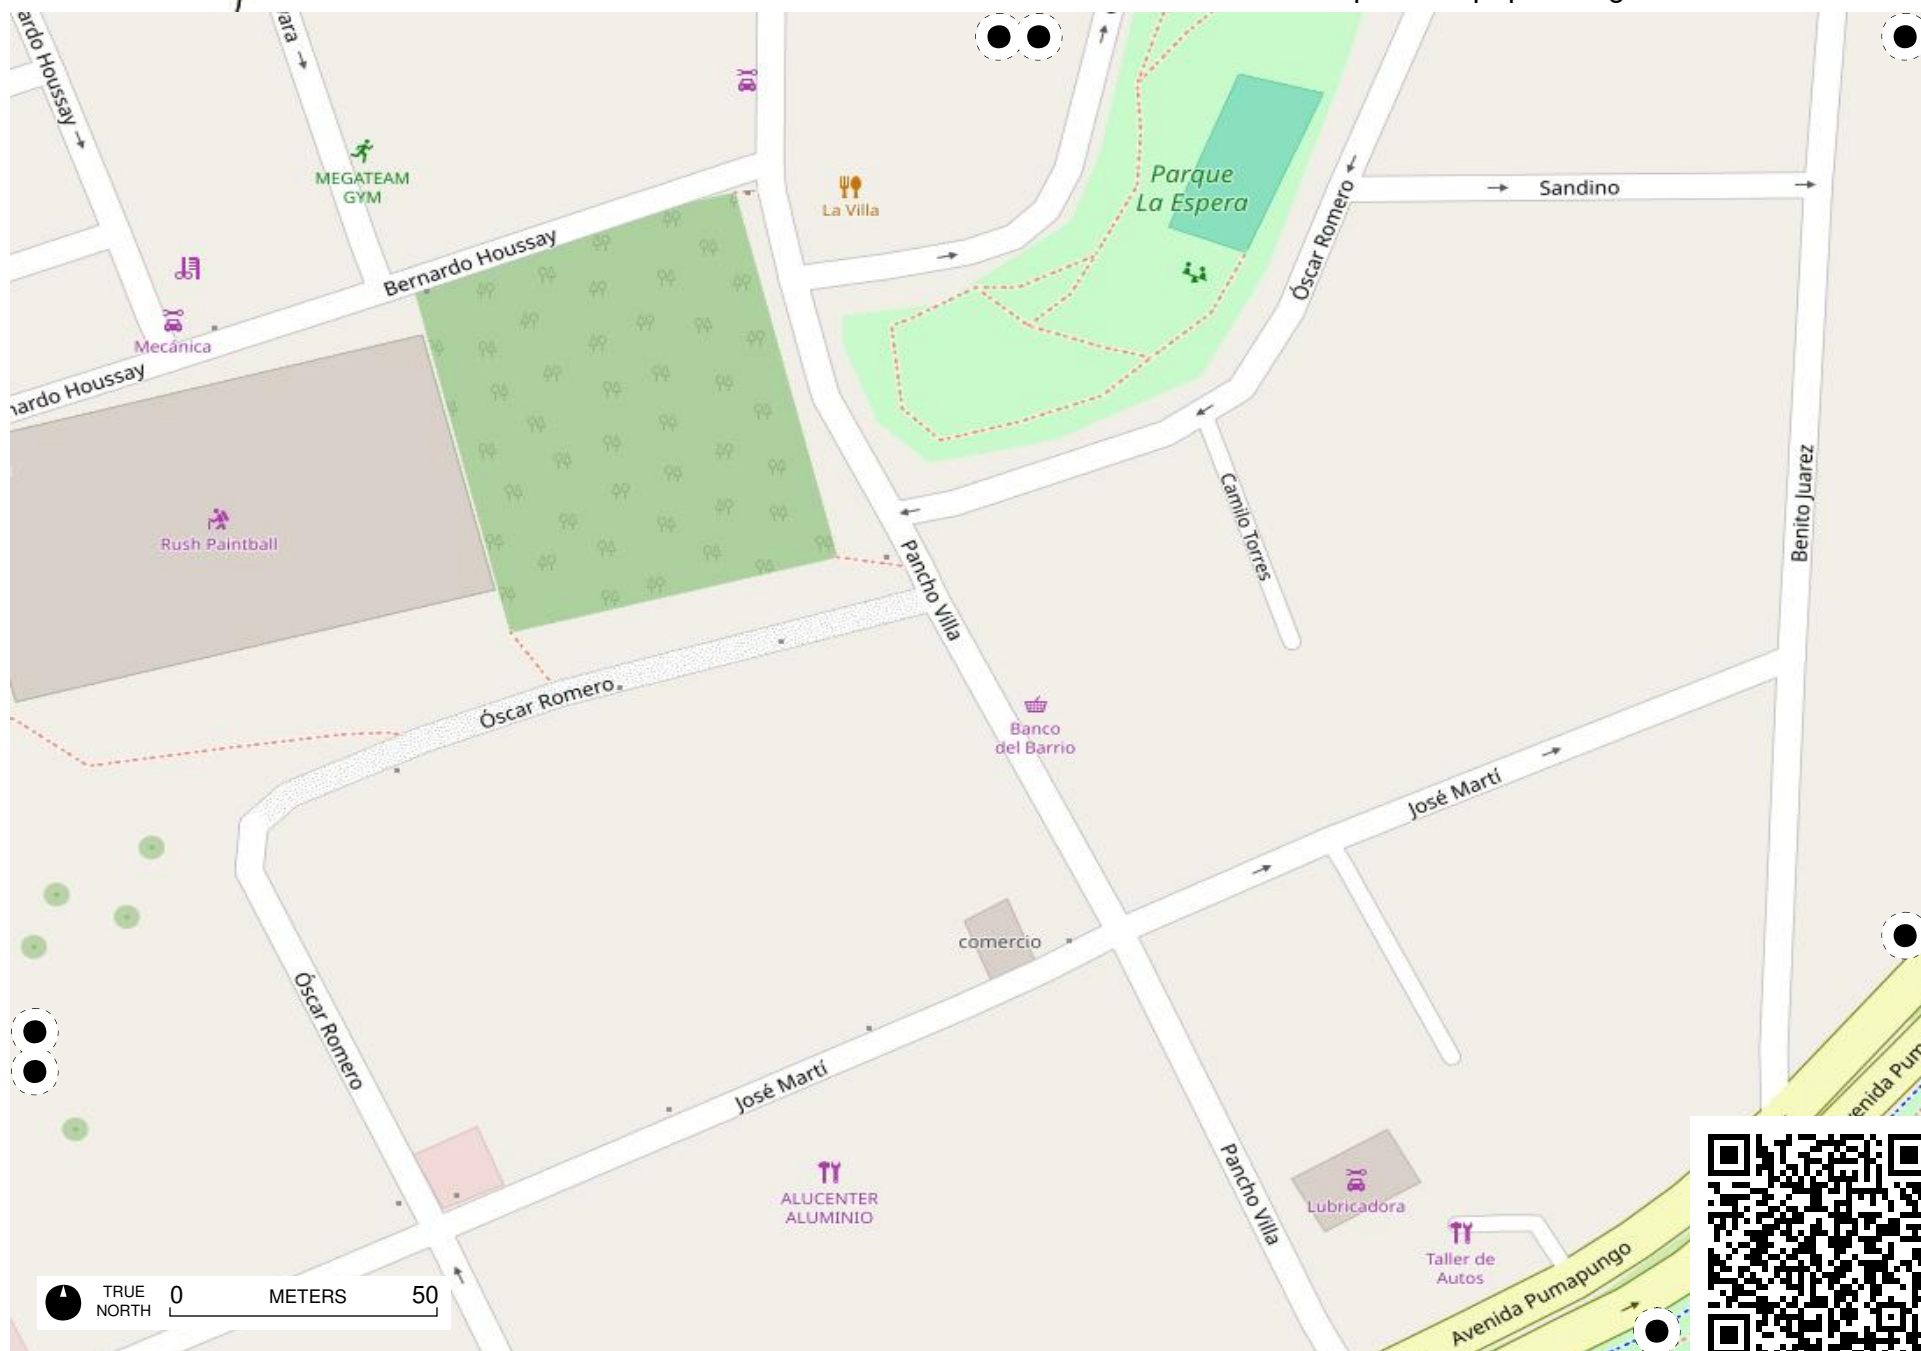 ardo Houssay
ara
MEGATEAM
GYM
La Villa
Parque
La Espera
Sandino
Óscar Romero
Bernardo Houssay
Mecánica
nardo Houssay
Camilo Torres
Benito Juarez
Rush Paintball
Pancho Villa
Óscar Romero
Banco
del Barrio
José Martí
comercio
Óscar Romero
José Martí
Avenida Pum
ALUCENTER
ALUMINIO
Pancho Villa
Lubricadora
Taller de
Autos
Avenida Pumapungo
TRUE
NORTH
0 METERS 50